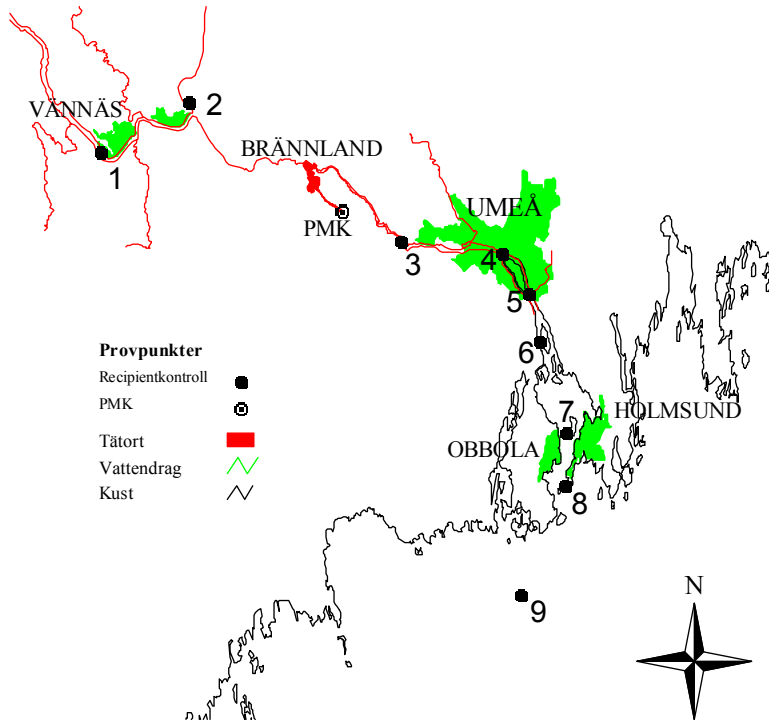 2
VÄNNÄS
1
BRÄNNLAND
PMK
UMEÅ
3
4
5
6
Provpunkter
Recipientkontroll
PMK
Tätort
Vattendrag
Kust
7
HOLMSUND
OBBOLA
8
9
N